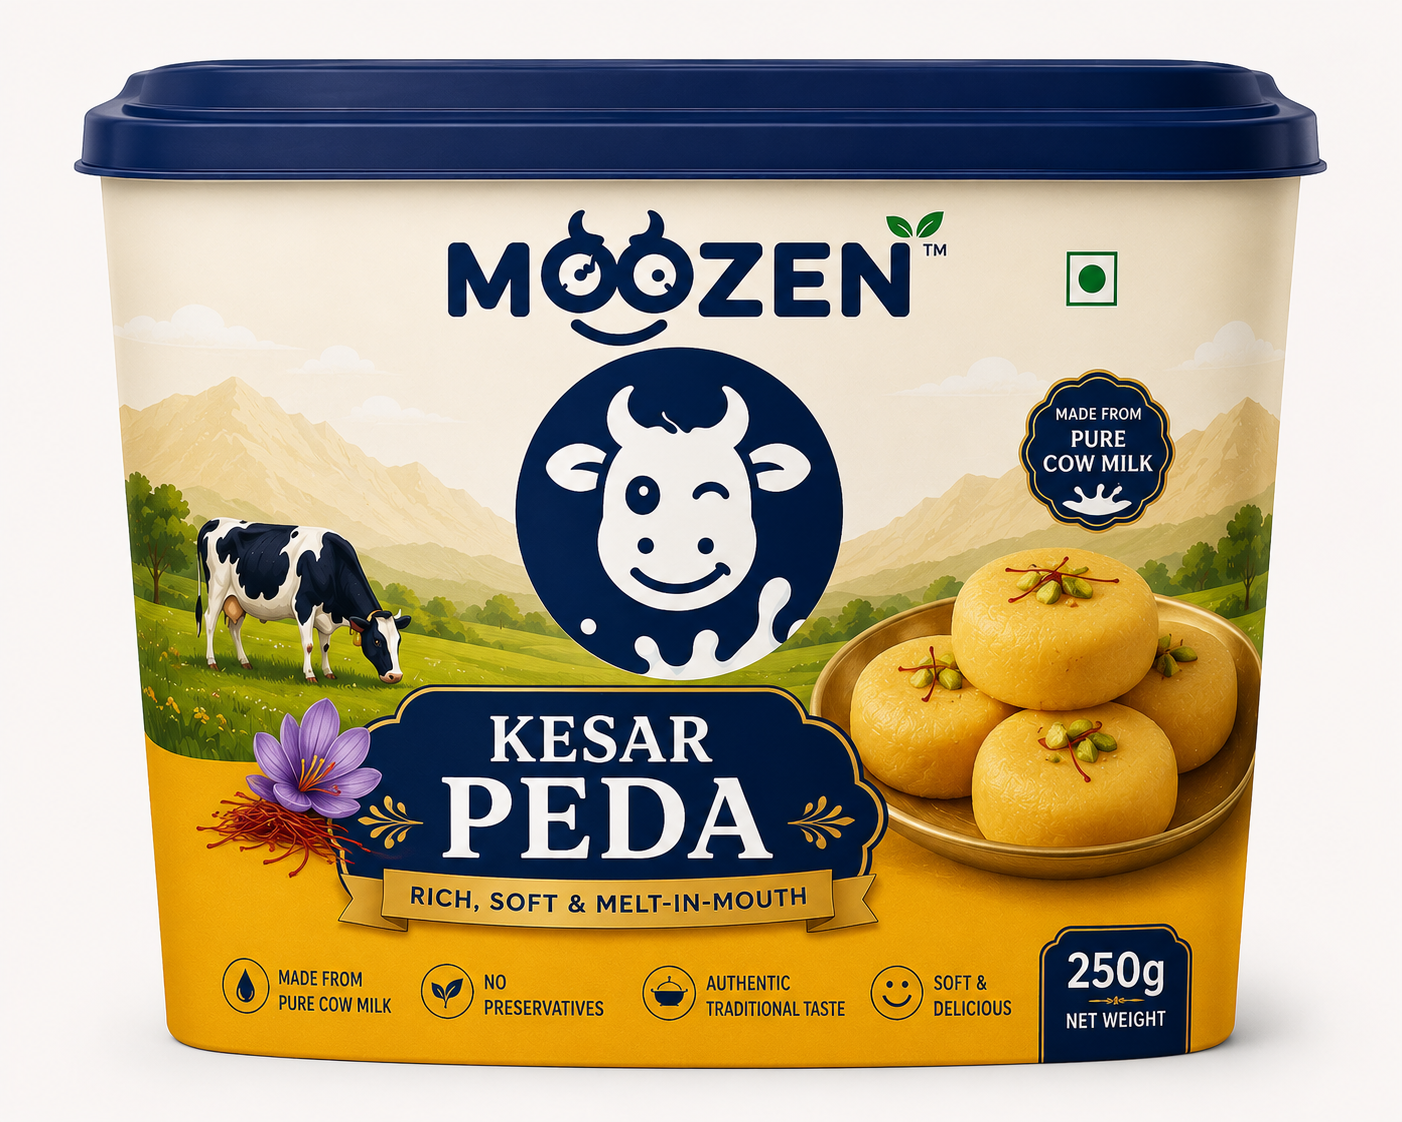 MOOZEN™
MADE FROM
PURE
COW MILK
KESAR
PEDA
RICH, SOFT & MELT-IN-MOUTH
MADE FROM
PURE COW MILK
NO
PRESERVATIVES
AUTHENTIC
TRADITIONAL TASTE
SOFT &
DELICIOUS
250g
NET WEIGHT